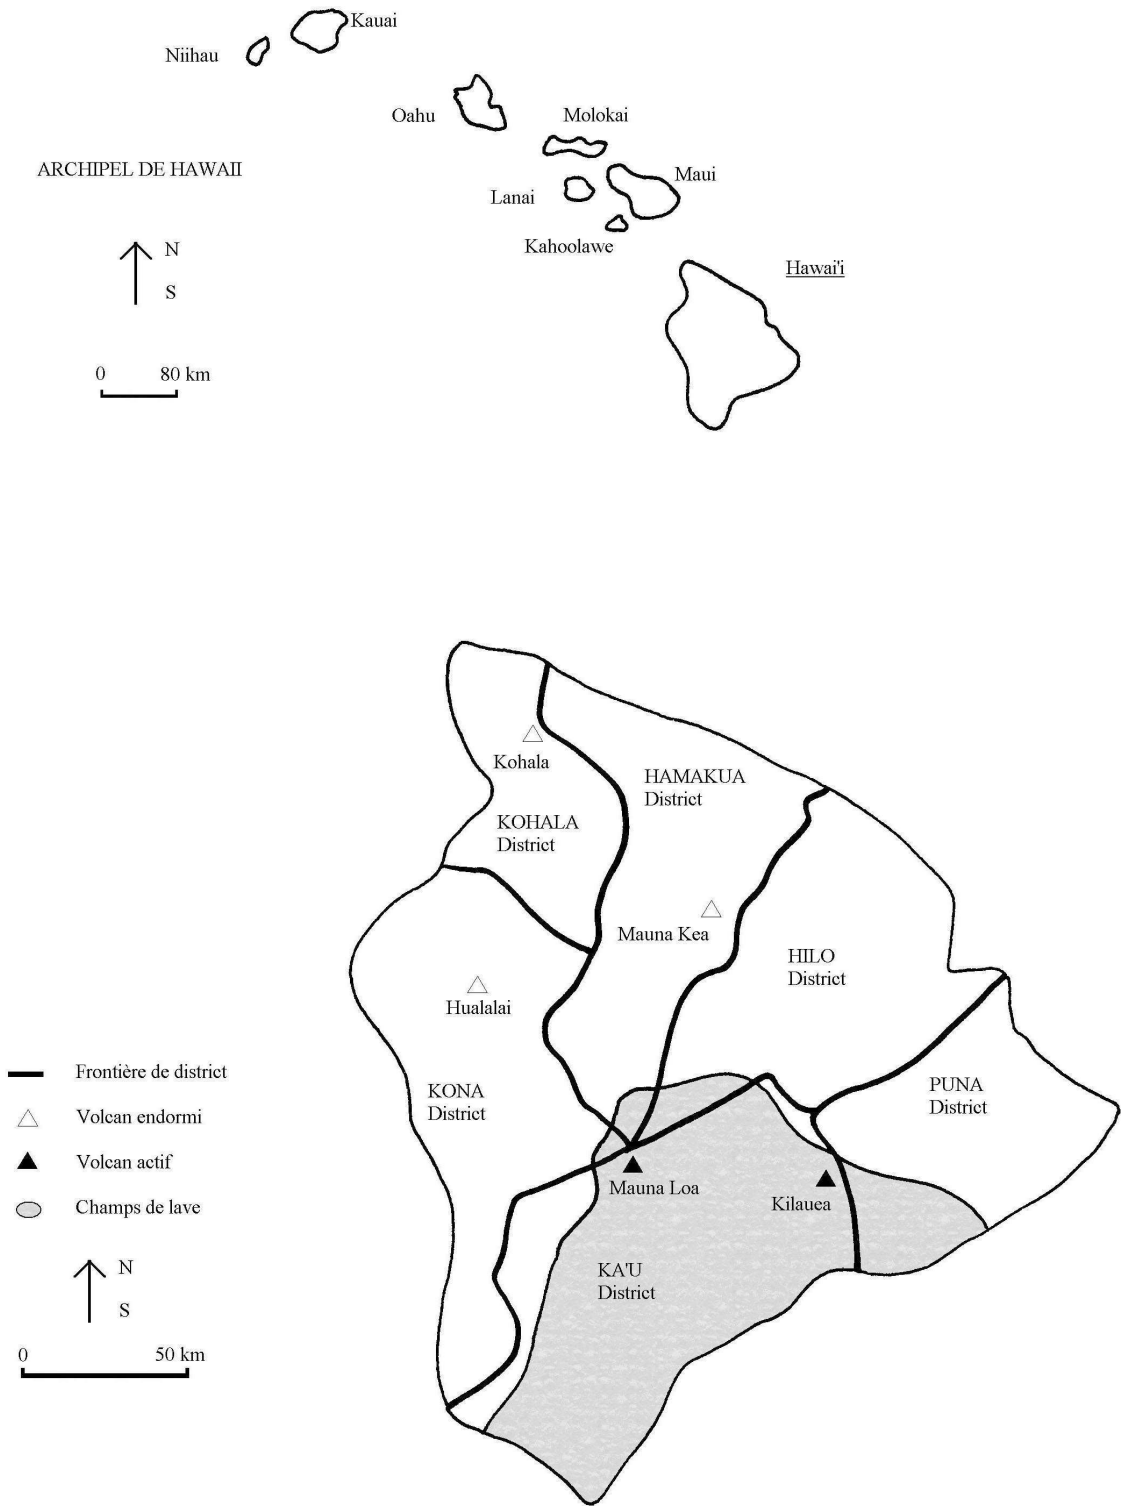 Kauai
Niihau
Oahu
Molokai
ARCHIPEL DE HAWAII
Maui
Lanai
Kahoolawe
N
S
Hawai'i
0 80 km
Kohala
HAMAKUA
District
KOHALA
District
Mauna Kea
HILO
District
Hualalai
KONA
District
PUNA
District
Mauna Loa
Kilauea
KA'U
District
Frontière de district
Volcan endormi
Volcan actif
Champs de lave
N
S
0 50 km